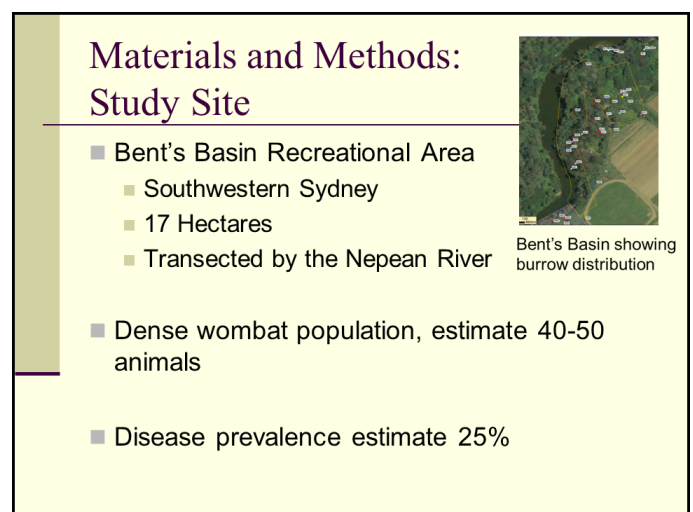 Materials and Methods:
Study Site
Bent's Basin Recreational Area
Southwestern Sydney
17 Hectares
Transected by the Nepean River
Bent's Basin showing
burrow distribution
Dense wombat population, estimate 40-50
animals
Disease prevalence estimate 25%